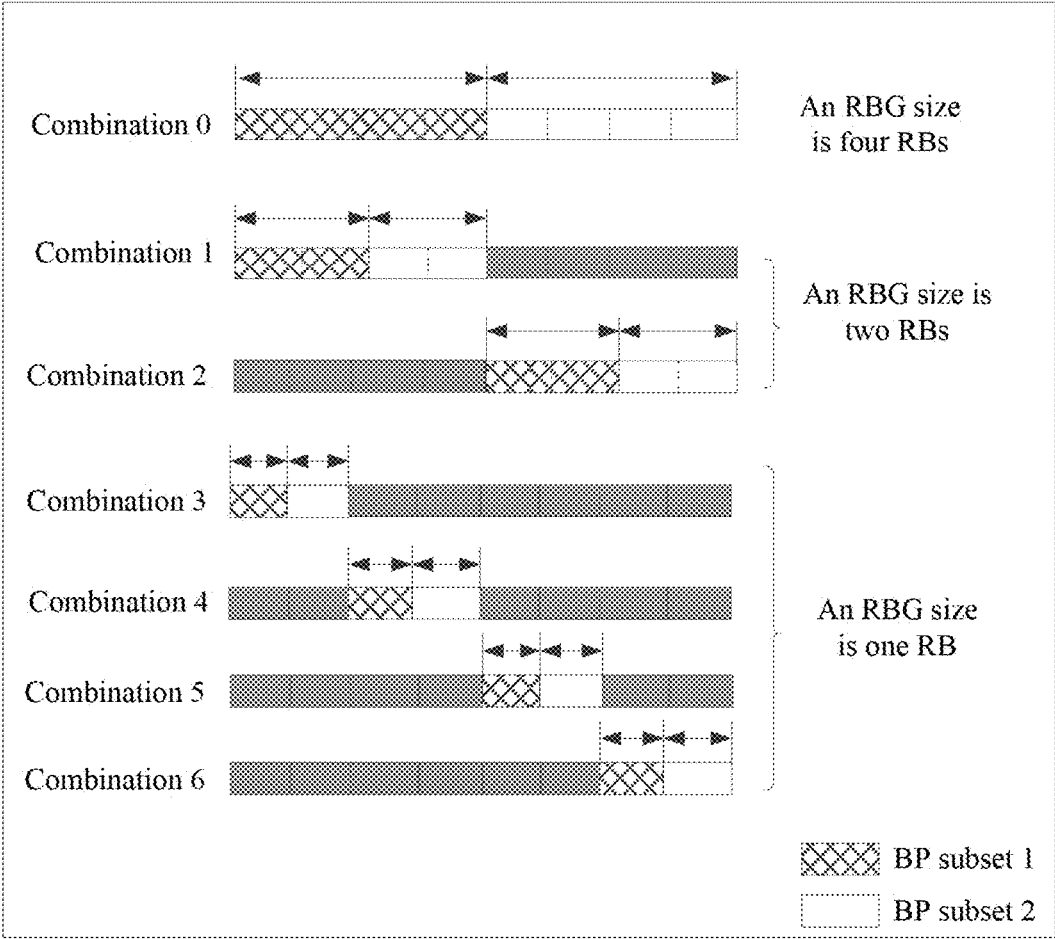 Combination 0
An RBG size
is four RBs
Combination 1
An RBG size is
two RBs
Combination 2
Combination 3
Combination 4
An RBG size
is one RB
Combination 5
Combination 6
BP subset 1
BP subset 2